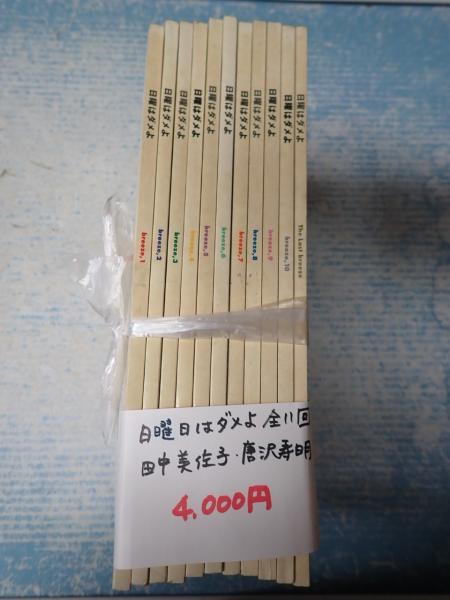 日曜はダメよ
breeze,1
日曜はダメよ
breeze,2
日曜はダメよ
breeze,3
日曜はダメよ
breeze,4
日曜はダメよ
breeze,5
日曜はダメよ
breeze,6
日曜はダメよ
breeze,7
日曜はダメよ
breeze,8
日曜はダメよ
breeze,9
日曜はダメよ
breeze,10
日曜はダメよ
The Last breeze
日曜日はダメよ 全11回
田中美佐子・唐沢寿明
4,000円